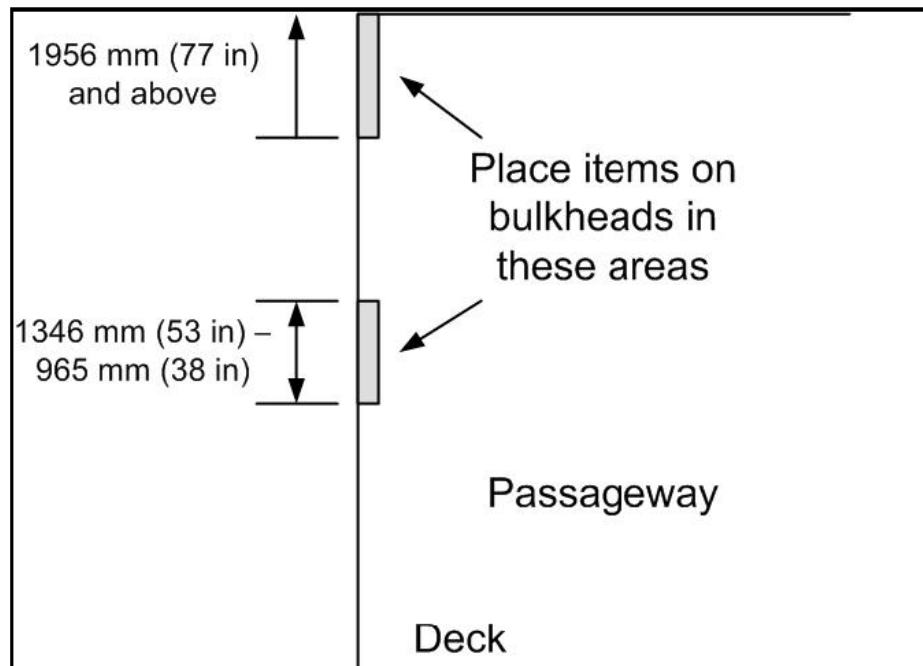 1956 mm (77 in)
and above
Place items on
bulkheads in
these areas
1346 mm (53 in) –
965 mm (38 in)
Passageway
Deck